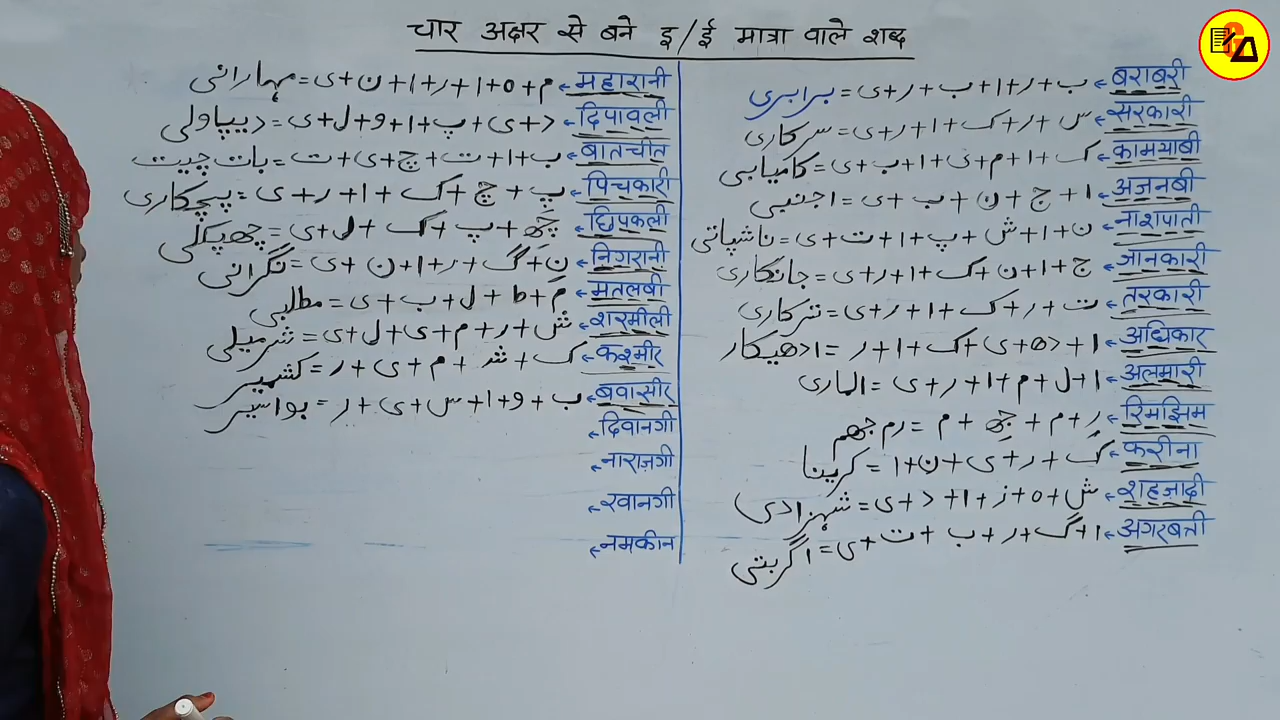 चार अक्षर से बने इ/ई मात्रा वाले शब्द
बराबरी ← ب+ر+ا+ب+ر+ی = برابری
सरकारी ← س+ر+ک+ا+ر+ی = سرکاری
कामयाबी ← ک+ا+م+ی+ا+ب+ی = کامیابی
अजनबी ← ا+ج+ن+ب+ی = اجنبی
नाशपाती ← ن+ا+ش+پ+ا+ت+ی = ناشپاتی
जानकारी ← ج+ا+ن+ک+ا+ر+ی = جانکاری
तरकारी ← ت+ر+ک+ا+ر+ی = ترکاری
अधिकार ← ا+دھ+ی+ک+ا+ر = ادھیکار
अलमारी ← ا+ل+م+ا+ر+ی = الماری
रिमझिम ← ر+م+جھ+م = رم جھم
करीना ← ک+ر+ی+ن+ا = کرینا
शहजादी ← ش+ہ+ز+ا+د+ی = شہزادی
अगरबत्ती ← ا+گ+ر+ب+ت+ی = اگربتی
महारानी ← م+ہ+ا+ر+ا+ن+ی = مہارانی
दिपावली ← د+ی+پ+ا+و+ل+ی = دیپاولی
बातचीत ← ب+ا+ت+چ+ی+ت = بات چیت
पिचकारी ← پ+چ+ک+ا+ر+ی = پچکاری
छिपकली ← چھ+پ+ک+ل+ی = چھپکلی
निगरानी ← ن+گ+ر+ا+ن+ی = نگرانی
मतलबी ← م+ط+ل+ب+ی = مطلبی
शरमीली ← ش+ر+م+ی+ل+ی = شرمیلی
कश्मीर ← ک+ش+م+ی+ر = کشمیر
बवासीर ← ب+و+ا+س+ی+ر = بواسیر
दिवानगी ←
नाराज़गी ←
रवानगी ←
नमकीन ←